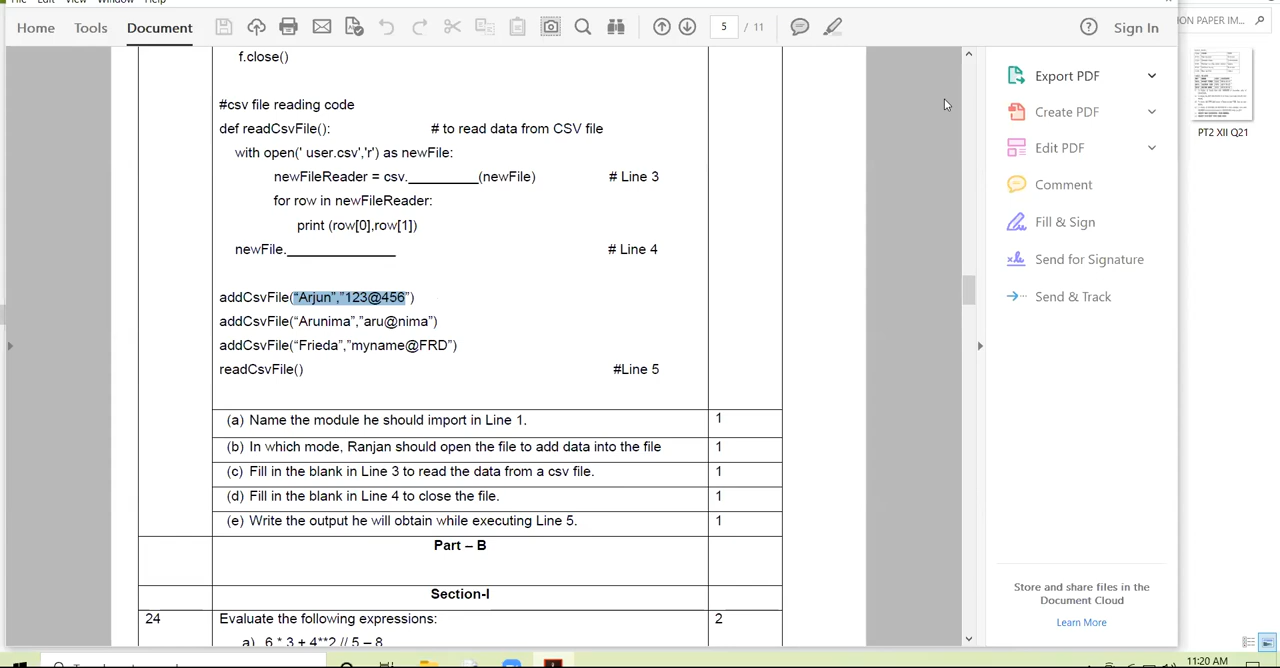 File Edit View Window Help
Home Tools Document 5 / 11 Sign In
ION PAPER IM...
f.close()
#csv file reading code
def readCsvFile(): # to read data from CSV file
with open(' user.csv','r') as newFile:
newFileReader = csv._________(newFile) # Line 3
for row in newFileReader:
print (row[0],row[1])
newFile.______________ # Line 4
addCsvFile(“Arjun”,”123@456”)
addCsvFile(“Arunima”,”aru@nima”)
addCsvFile(“Frieda”,”myname@FRD”)
readCsvFile() #Line 5
(a) Name the module he should import in Line 1. 1
(b) In which mode, Ranjan should open the file to add data into the file 1
(c) Fill in the blank in Line 3 to read the data from a csv file. 1
(d) Fill in the blank in Line 4 to close the file. 1
(e) Write the output he will obtain while executing Line 5. 1
Part – B
Section-I
24 Evaluate the following expressions: 2
a) 6 * 3 + 4**2 // 5 – 8
Export PDF
Create PDF
Edit PDF
Comment
Fill & Sign
Send for Signature
Send & Track
Store and share files in the
Document Cloud
Learn More
PT2 XII Q21
11:20 AM